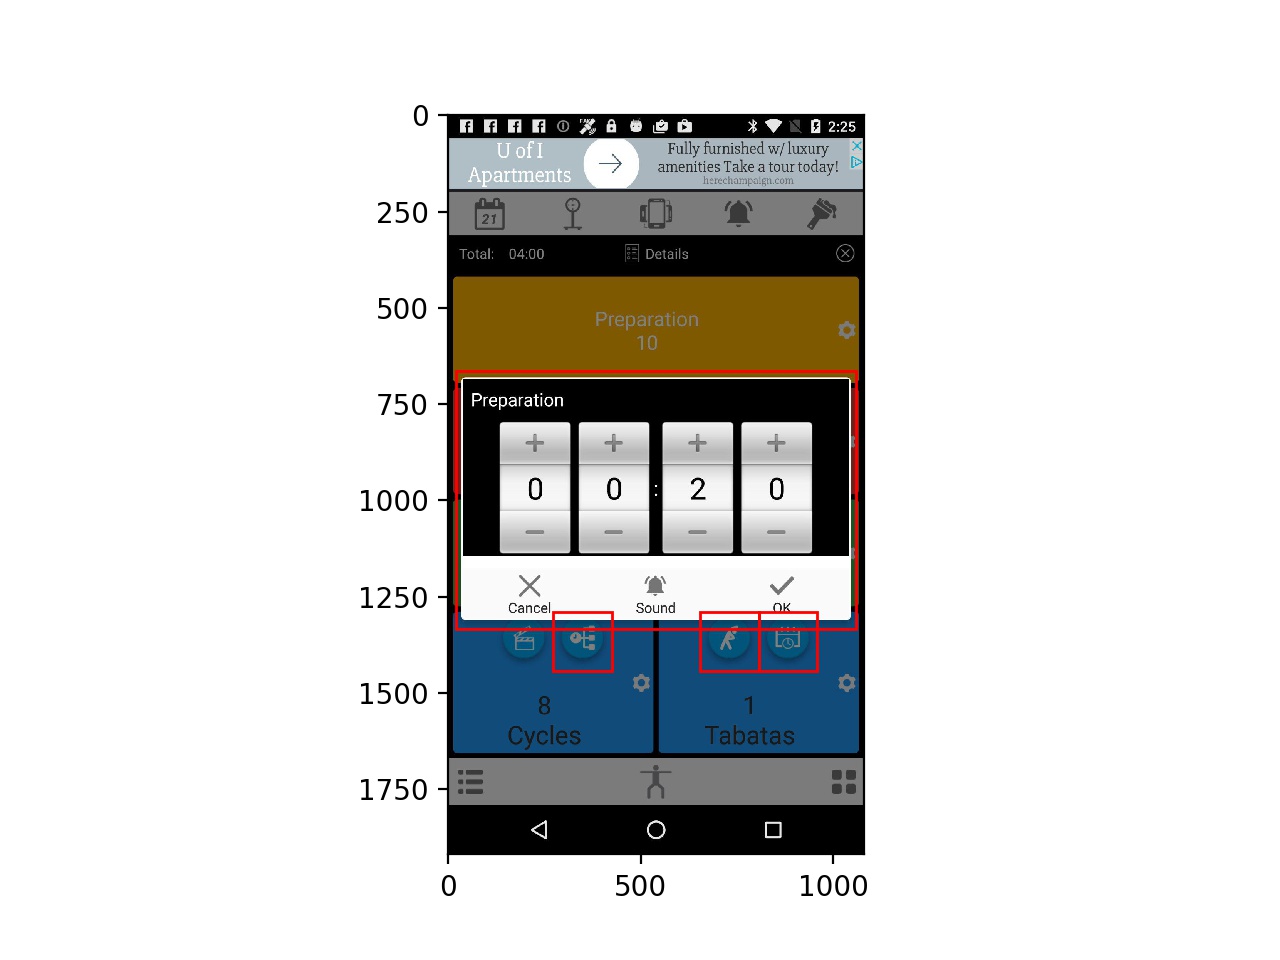 0
250
500
750
1000
1250
1500
1750
0
500
1000
2:25
U of I
Apartments
Fully furnished w/ luxury
amenities Take a tour today!
herechampaign.com
21
Total: 04:00 Details
Preparation
10
Preparation
+ + + +
0 0 : 2 0
− − − −
Cancel Sound OK
8
Cycles
1
Tabatas